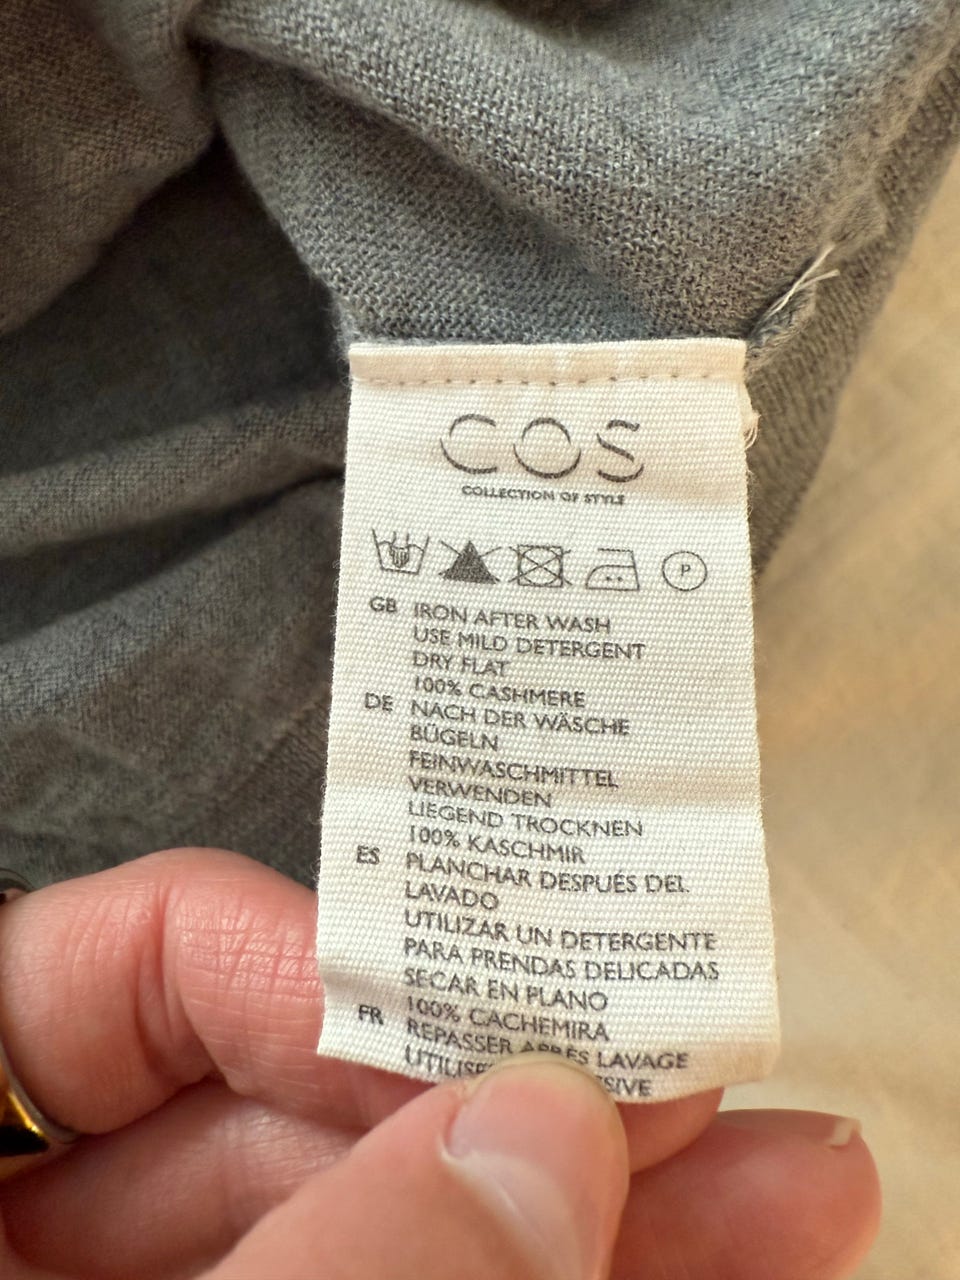 COS
COLLECTION OF STYLE
P
GB IRON AFTER WASH
USE MILD DETERGENT
DRY FLAT
100% CASHMERE
DE NACH DER WÄSCHE
BÜGELN
FEINWASCHMITTEL
VERWENDEN
LIEGEND TROCKNEN
100% KASCHMIR
ES PLANCHAR DESPUÉS DEL
LAVADO
UTILIZAR UN DETERGENTE
PARA PRENDAS DELICADAS
SECAR EN PLANO
100% CACHEMIRA
FR REPASSER APRÈS LAVAGE